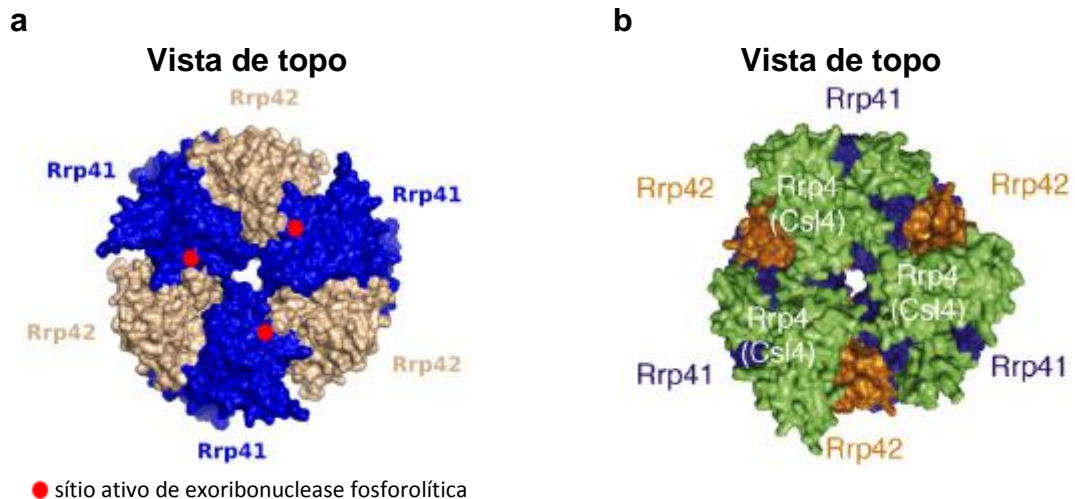 a
Vista de topo
Rrp42
Rrp41
Rrp41
Rrp42
Rrp42
Rrp41
sítio ativo de exoribonuclease fosforolítica
b
Vista de topo
Rrp41
Rrp42
Rrp42
Rrp4
(Csl4)
Rrp4
(Csl4)
Rrp4
(Csl4)
Rrp41
Rrp41
Rrp42